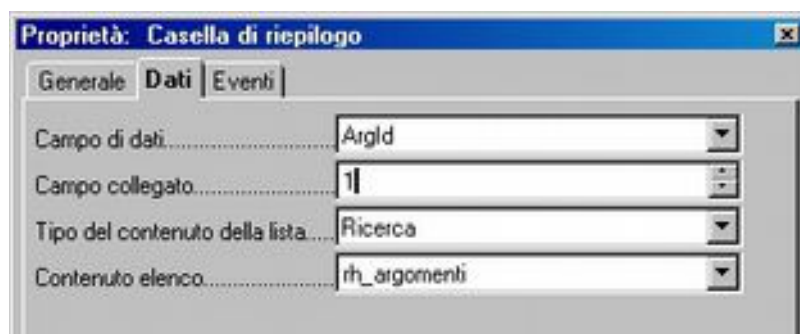 Proprietà: Casella di riepilogo
Generale Dati Eventi
Campo di dati ArgId
Campo collegato 1
Tipo del contenuto della lista Ricerca
Contenuto elenco rh_argomenti